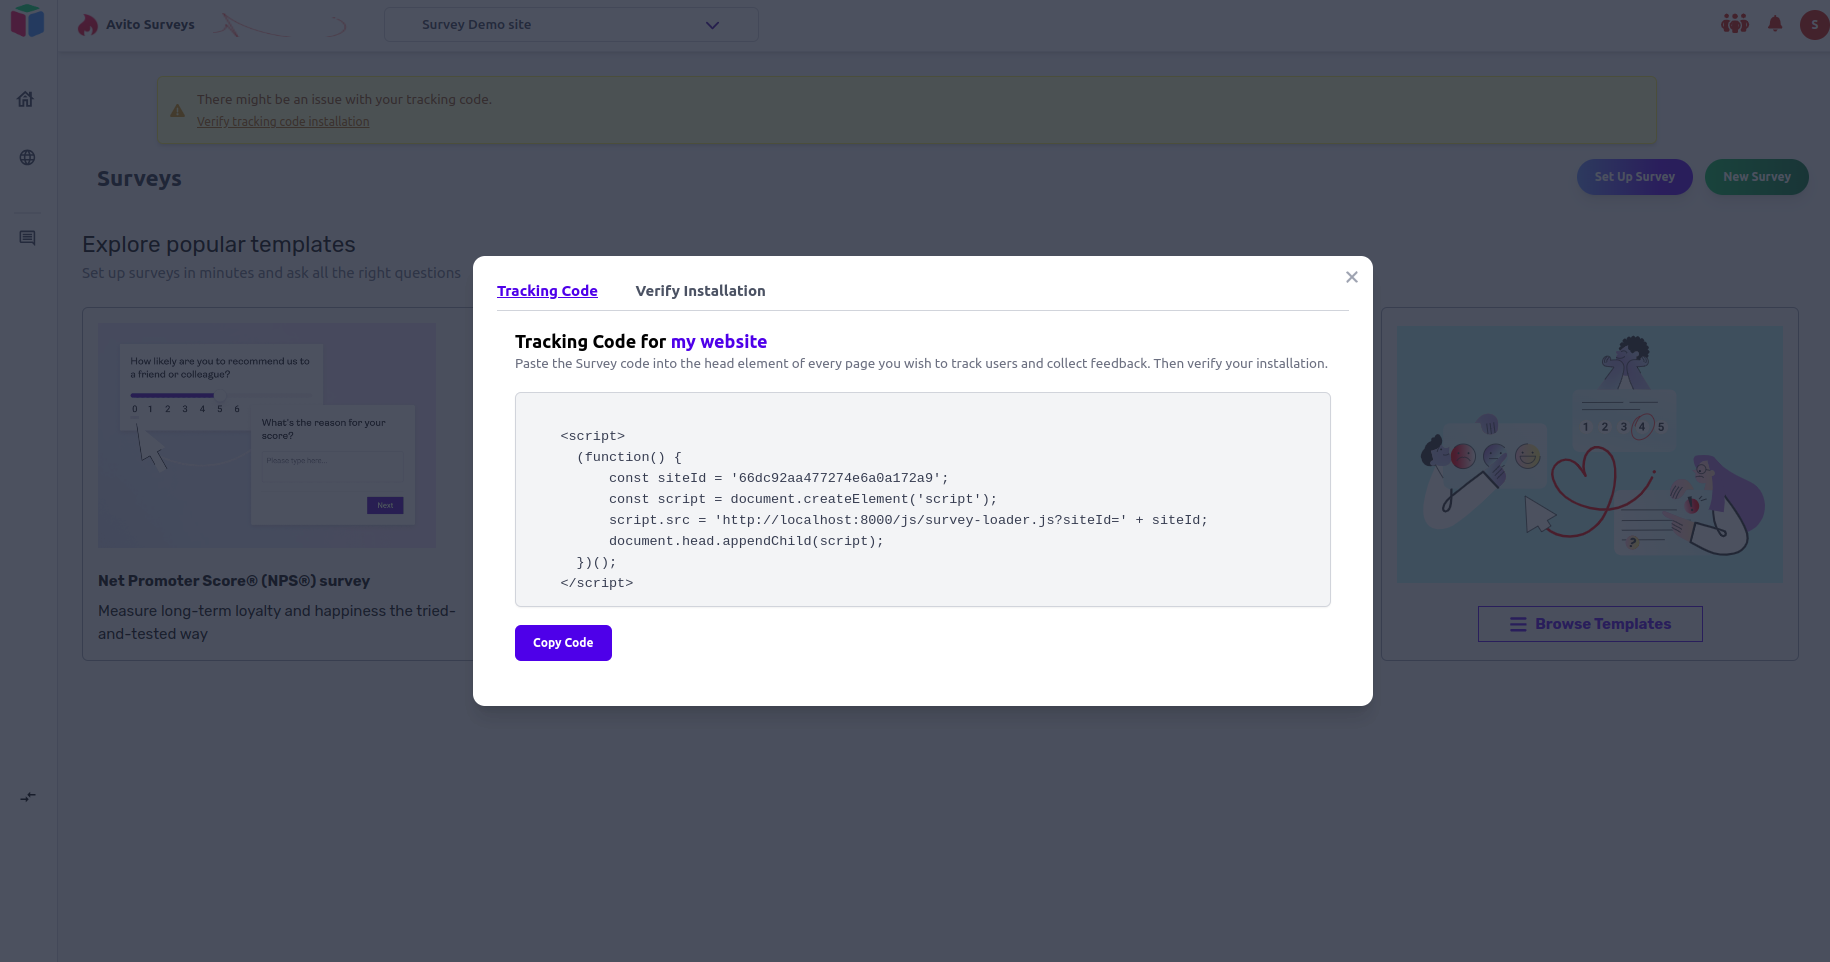 Avito Surveys
Survey Demo site
S
There might be an issue with your tracking code.
Verify tracking code installation
Surveys
Set Up Survey
New Survey
Explore popular templates
Set up surveys in minutes and ask all the right questions
How likely are you to recommend us to
a friend or colleague?
0 1 2 3 4 5 6
What's the reason for your
score?
Please type here...
Next
Net Promoter Score® (NPS®) survey
Measure long-term loyalty and happiness the tried-
and-tested way
Tracking Code
Verify Installation
Tracking Code for my website
Paste the Survey code into the head element of every page you wish to track users and collect feedback. Then verify your installation.
<script>
(function() {
const siteId = '66dc92aa477274e6a0a172a9';
const script = document.createElement('script');
script.src = 'http://localhost:8000/js/survey-loader.js?siteId=' + siteId;
document.head.appendChild(script);
})();
</script>
Copy Code
1 2 3 4 5
?
Browse Templates